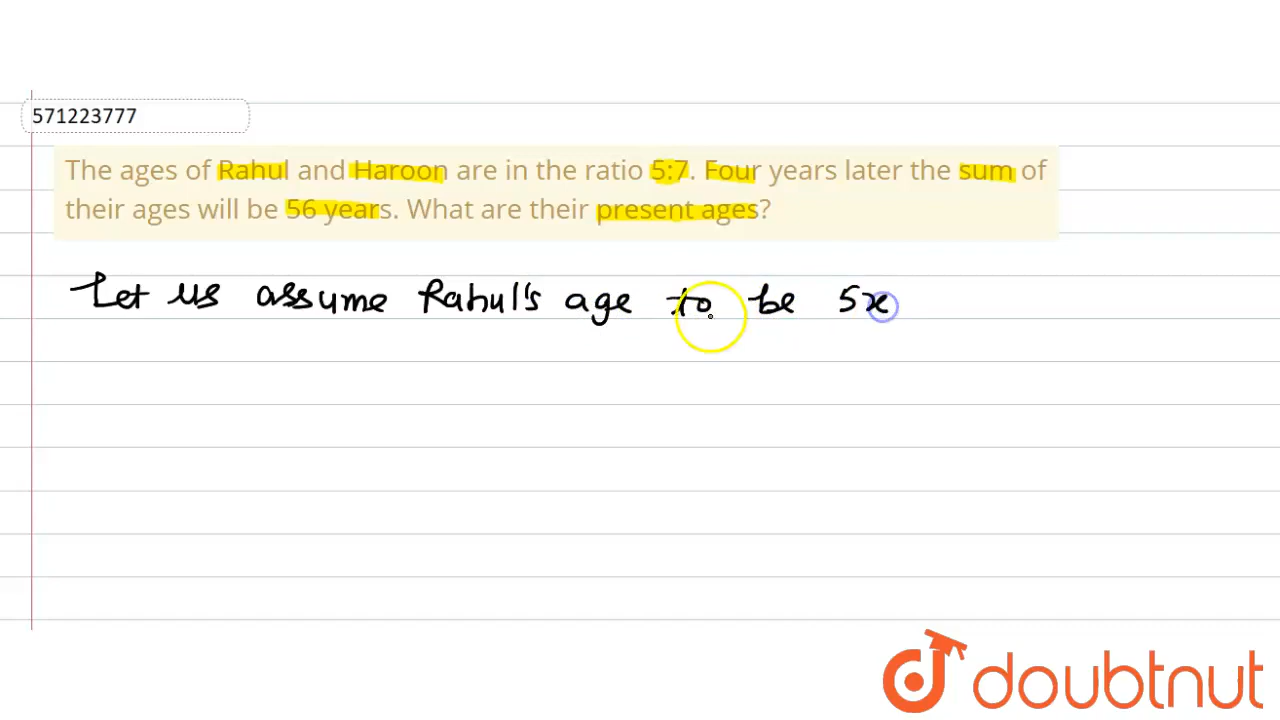 571223777
The ages of Rahul and Haroon are in the ratio 5:7. Four years later the sum of
their ages will be 56 years. What are their present ages?
Let us assume Rahul's age to be 5x
doubtnut